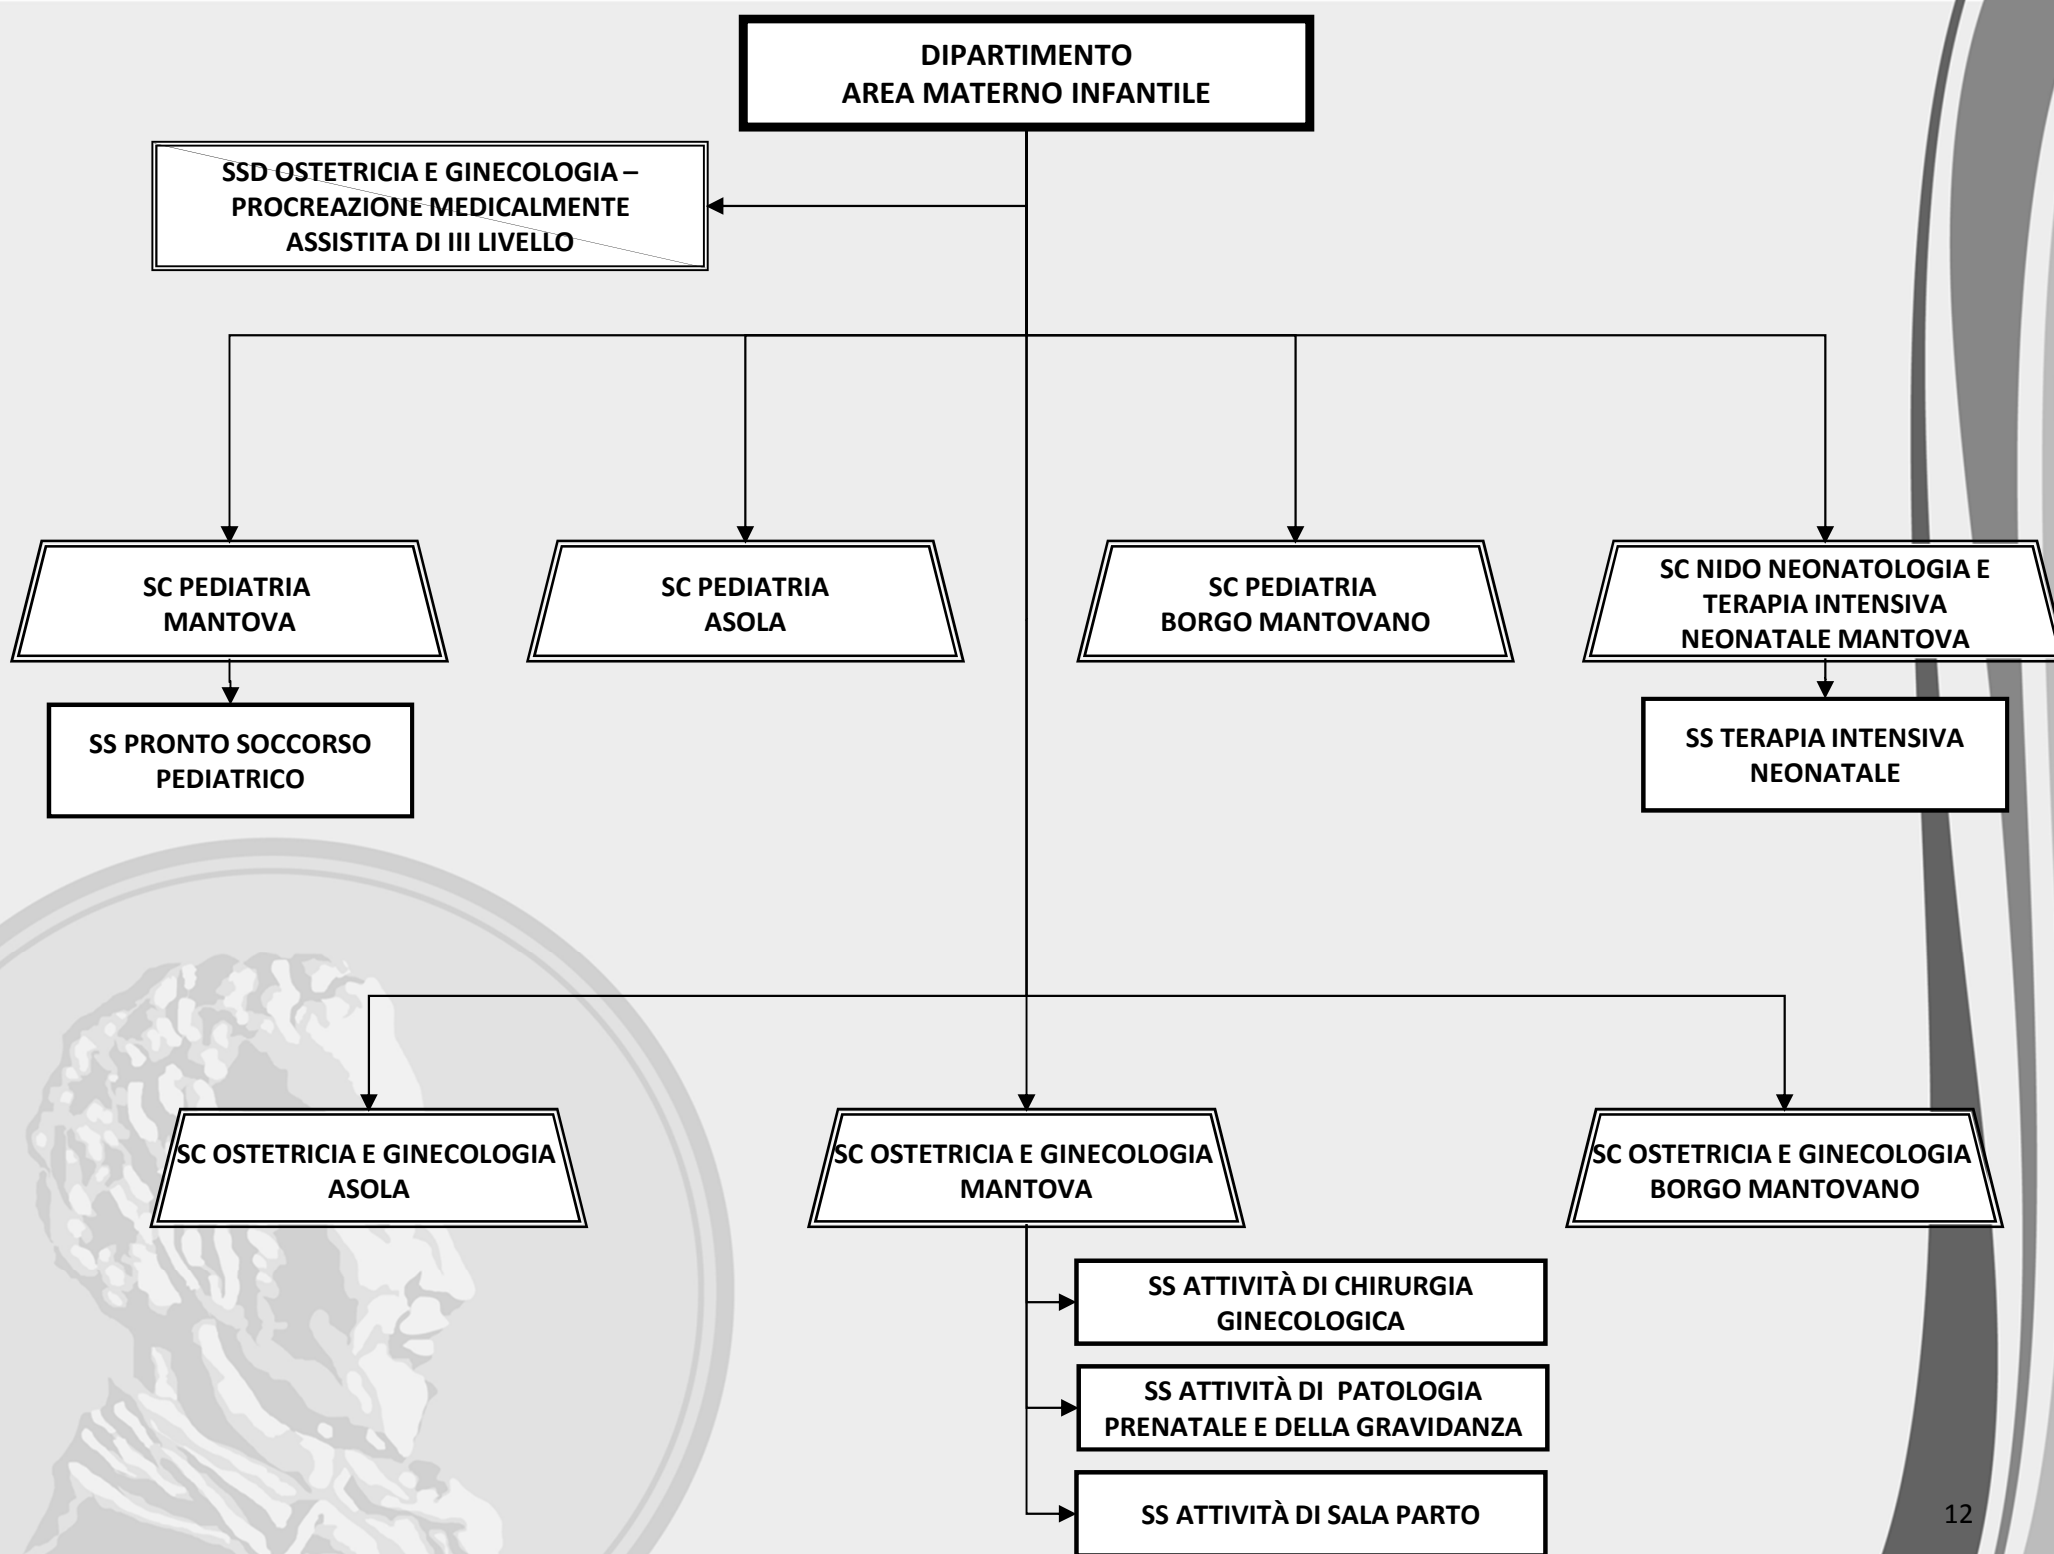 DIPARTIMENTO
AREA MATERNO INFANTILE
SSD OSTETRICIA E GINECOLOGIA –
PROCREAZIONE MEDICALMENTE
ASSISTITA DI III LIVELLO
SC PEDIATRIA
MANTOVA
SC PEDIATRIA
ASOLA
SC PEDIATRIA
BORGO MANTOVANO
SC NIDO NEONATOLOGIA E
TERAPIA INTENSIVA
NEONATALE MANTOVA
SS PRONTO SOCCORSO
PEDIATRICO
SS TERAPIA INTENSIVA
NEONATALE
SC OSTETRICIA E GINECOLOGIA
ASOLA
SC OSTETRICIA E GINECOLOGIA
MANTOVA
SC OSTETRICIA E GINECOLOGIA
BORGO MANTOVANO
SS ATTIVITÀ DI CHIRURGIA
GINECOLOGICA
SS ATTIVITÀ DI PATOLOGIA
PRENATALE E DELLA GRAVIDANZA
SS ATTIVITÀ DI SALA PARTO
12